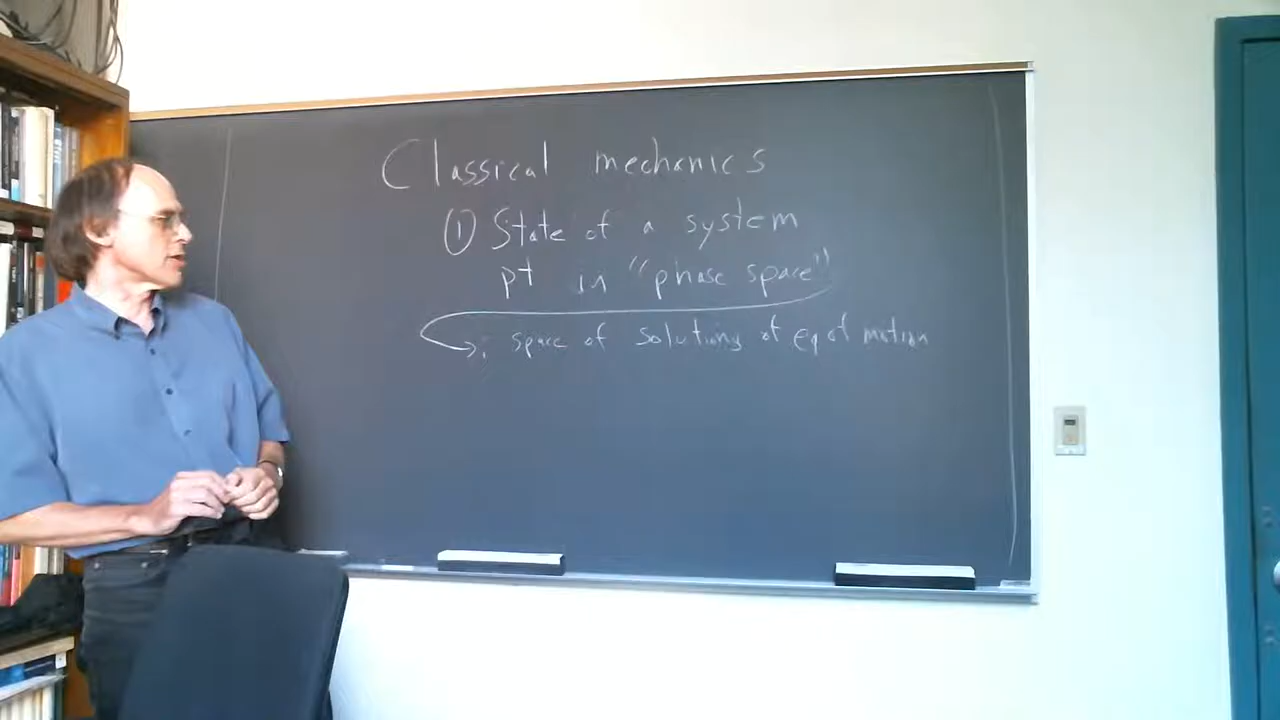 Classical mechanics
① State of a system
pt in "phase space"
: space of solutions of eq of motion